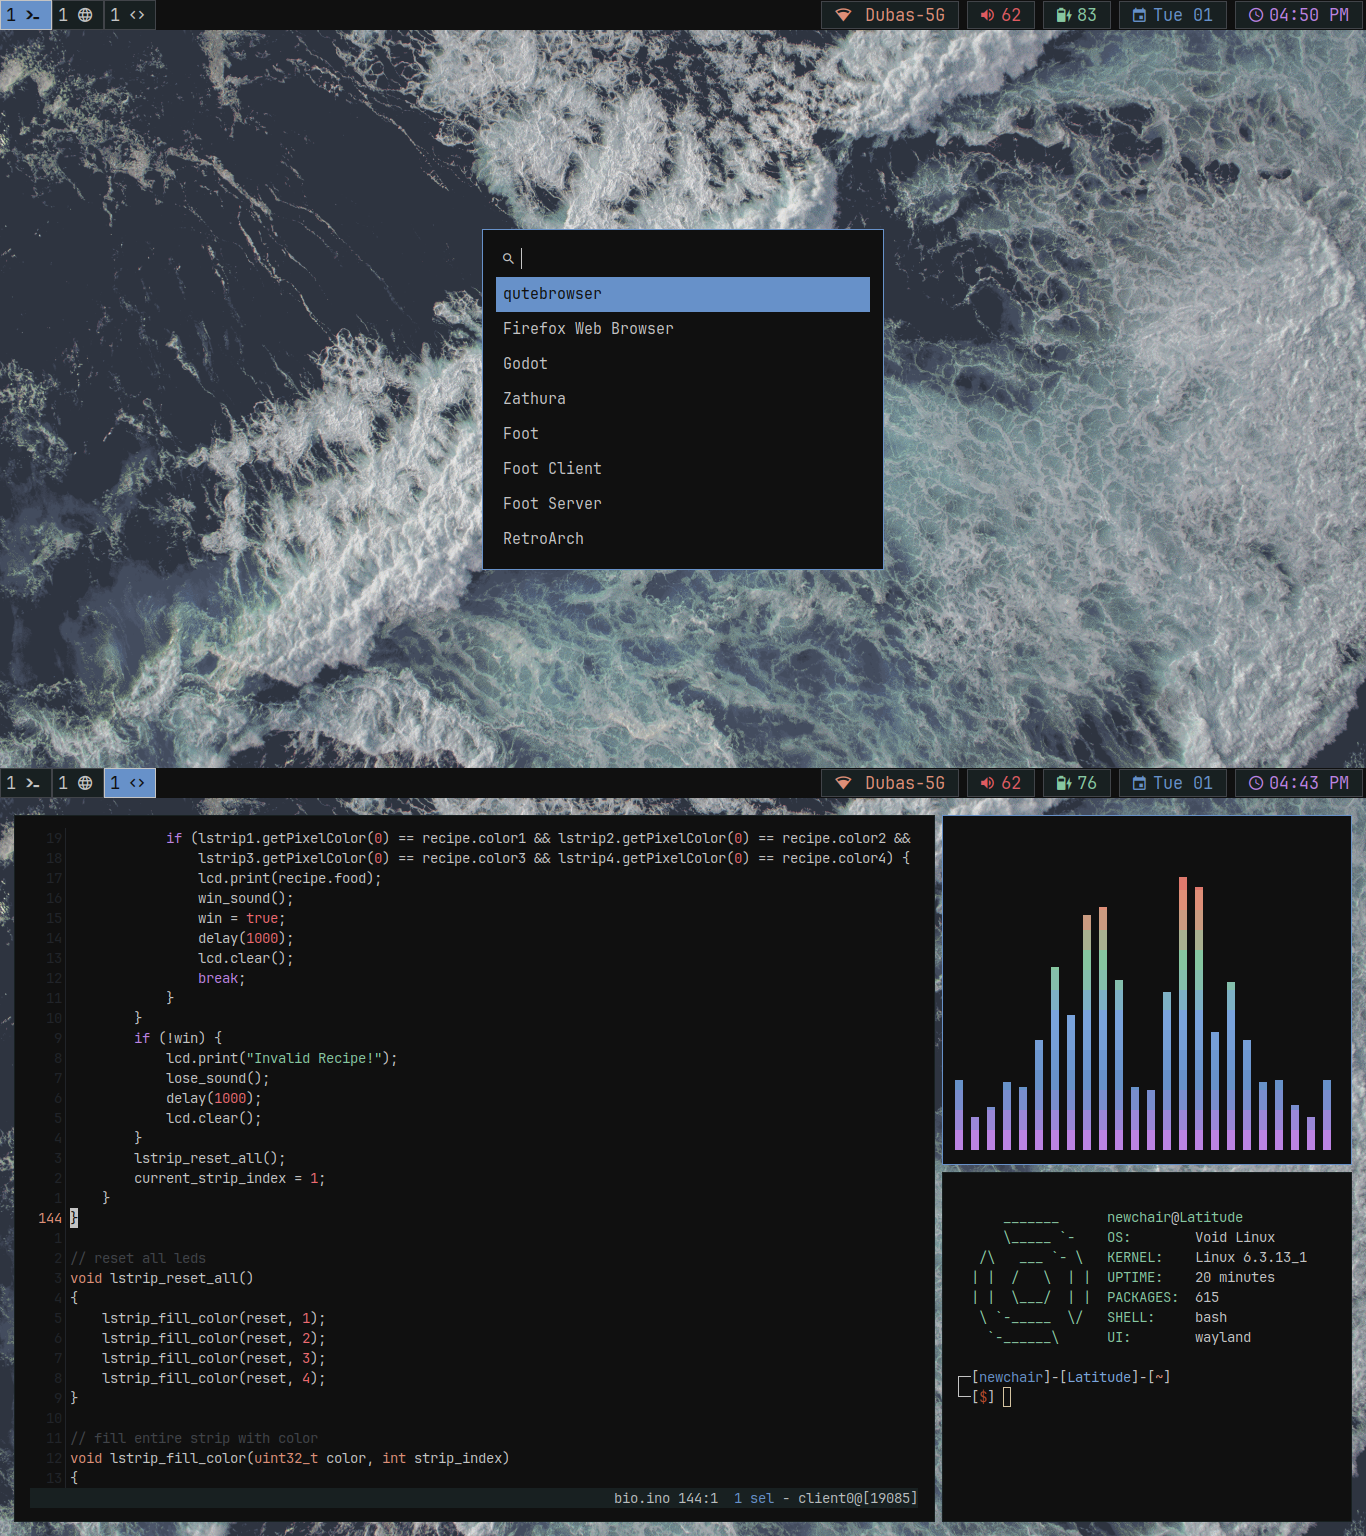 1 1 1 Dubas-5G 62 83 Tue 01 04:50 PM
qutebrowser
Firefox Web Browser
Godot
Zathura
Foot
Foot Client
Foot Server
RetroArch
1 1 1 Dubas-5G 62 76 Tue 01 04:43 PM
19 if (lstrip1.getPixelColor(0) == recipe.color1 && lstrip2.getPixelColor(0) == recipe.color2 &&
18 lstrip3.getPixelColor(0) == recipe.color3 && lstrip4.getPixelColor(0) == recipe.color4) {
17 lcd.print(recipe.food);
16 win_sound();
15 win = true;
14 delay(1000);
13 lcd.clear();
12 break;
11 }
10 }
9 if (!win) {
8 lcd.print("Invalid Recipe!");
7 lose_sound();
6 delay(1000);
5 lcd.clear();
4 }
3 lstrip_reset_all();
2 current_strip_index = 1;
1 }
144 }
1
2 // reset all leds
3 void lstrip_reset_all()
4 {
5 lstrip_fill_color(reset, 1);
6 lstrip_fill_color(reset, 2);
7 lstrip_fill_color(reset, 3);
8 lstrip_fill_color(reset, 4);
9 }
10
11 // fill entire strip with color
12 void lstrip_fill_color(uint32_t color, int strip_index)
13 {
bio.ino 144:1 1 sel - client0@[19085]
newchair@Latitude
OS: Void Linux
KERNEL: Linux 6.3.13_1
UPTIME: 20 minutes
PACKAGES: 615
SHELL: bash
UI: wayland
┌─[newchair]-[Latitude]-[~]
└─[$]